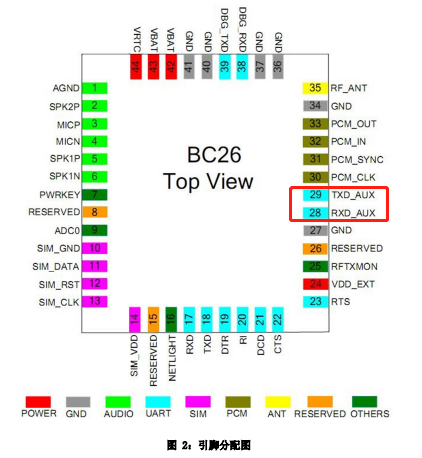 VRTC VBAT VBAT GND GND DBG_TXD DBG_RXD GND GND
44 43 42 41 40 39 38 37 36
AGND 1 35 RF_ANT
SPK2P 2 34 GND
MICP 3 33 PCM_OUT
MICN 4 32 PCM_IN
SPK1P 5 31 PCM_SYNC
SPK1N 6 30 PCM_CLK
PWRKEY 7 29 TXD_AUX
RESERVED 8 28 RXD_AUX
ADC0 9 27 GND
SIM_GND 10 26 RESERVED
SIM_DATA 11 25 RFTXMON
SIM_RST 12 24 VDD_EXT
SIM_CLK 13 23 RTS
BC26
Top View
14 15 16 17 18 19 20 21 22
SIM_VDD RESERVED NETLIGHT RXD TXD DTR RI DCD CTS
POWER GND AUDIO UART SIM PCM ANT RESERVED OTHERS
图 2：引脚分配图